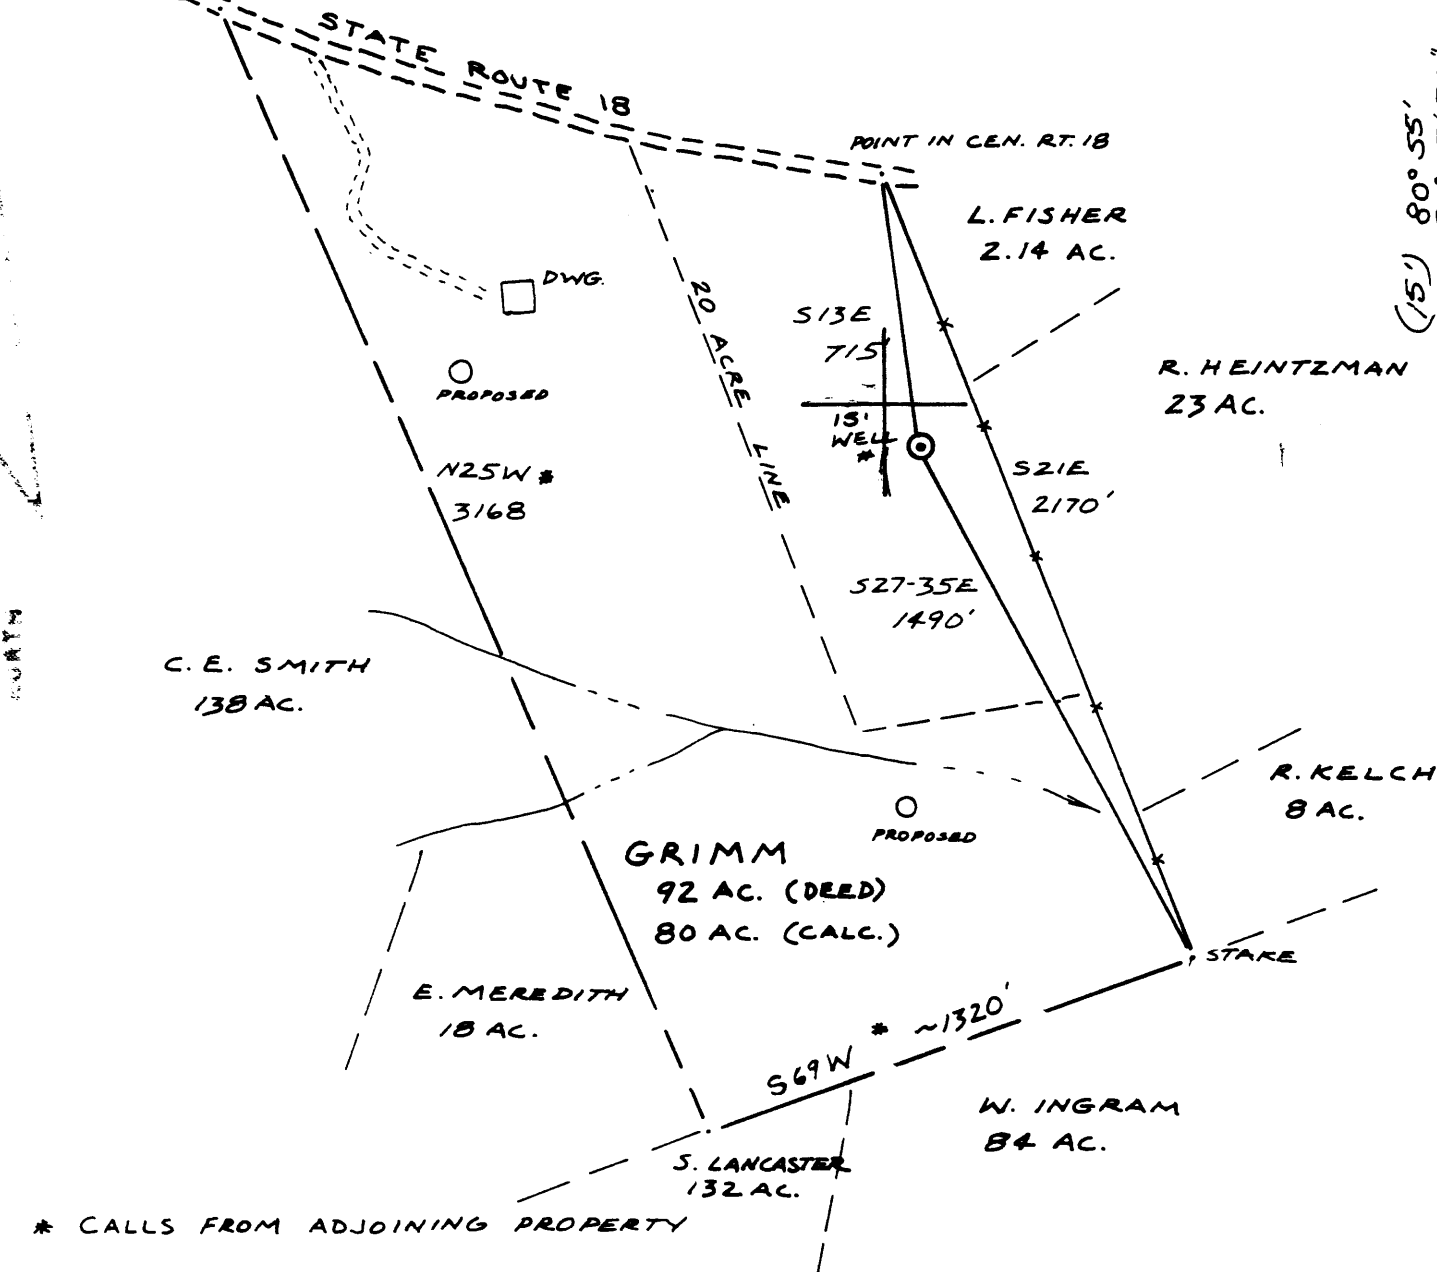 STATE ROUTE 18
POINT IN CEN. RT. 18
(15') 80° 55'
L. FISHER
2.14 AC.
DWG.
20 ACRE LINE
S13E
715'
R. HEINTZMAN
23 AC.
PROPOSED
15'
WELL
*
N25W *
3168
S21E
2170'
S27-35E
1490'
NORTH
C. E. SMITH
138 AC.
R. KELCH
8 AC.
PROPOSED
GRIMM
92 AC. (DEED)
80 AC. (CALC.)
STAKE
E. MEREDITH
18 AC.
S69W * ~1320'
W. INGRAM
84 AC.
S. LANCASTER
132 AC.
* CALLS FROM ADJOINING PROPERTY